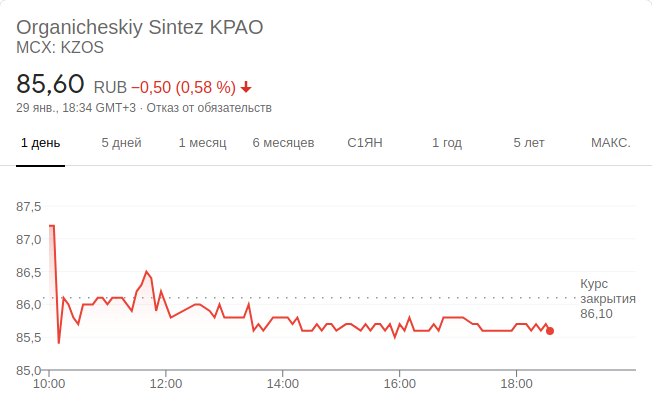 Organicheskiy Sintez KPAO
MCX: KZOS
85,60 RUB −0,50 (0,58 %)
29 янв., 18:34 GMT+3 · Отказ от обязательств
1 день 5 дней 1 месяц 6 месяцев С1ЯН 1 год 5 лет МАКС.
87,5
87,0
86,5
86,0
85,5
85,0
Курс
закрытия
86,10
10:00 12:00 14:00 16:00 18:00